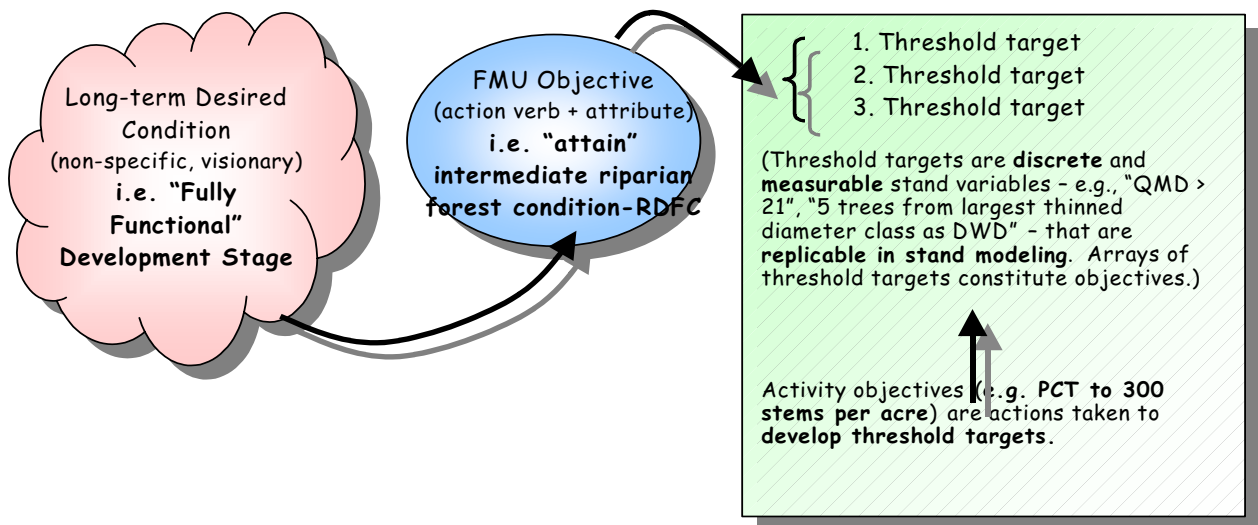 Long-term Desired
Condition
(non-specific, visionary)
i.e. “Fully
Functional”
Development Stage
FMU Objective
(action verb + attribute)
i.e. “attain”
intermediate riparian
forest condition-RDFC
1. Threshold target
2. Threshold target
3. Threshold target
(Threshold targets are discrete and
measurable stand variables – e.g., “QMD >
21”, “5 trees from largest thinned
diameter class as DWD” – that are
replicable in stand modeling. Arrays of
threshold targets constitute objectives.)
Activity objectives (e.g. PCT to 300
stems per acre) are actions taken to
develop threshold targets.